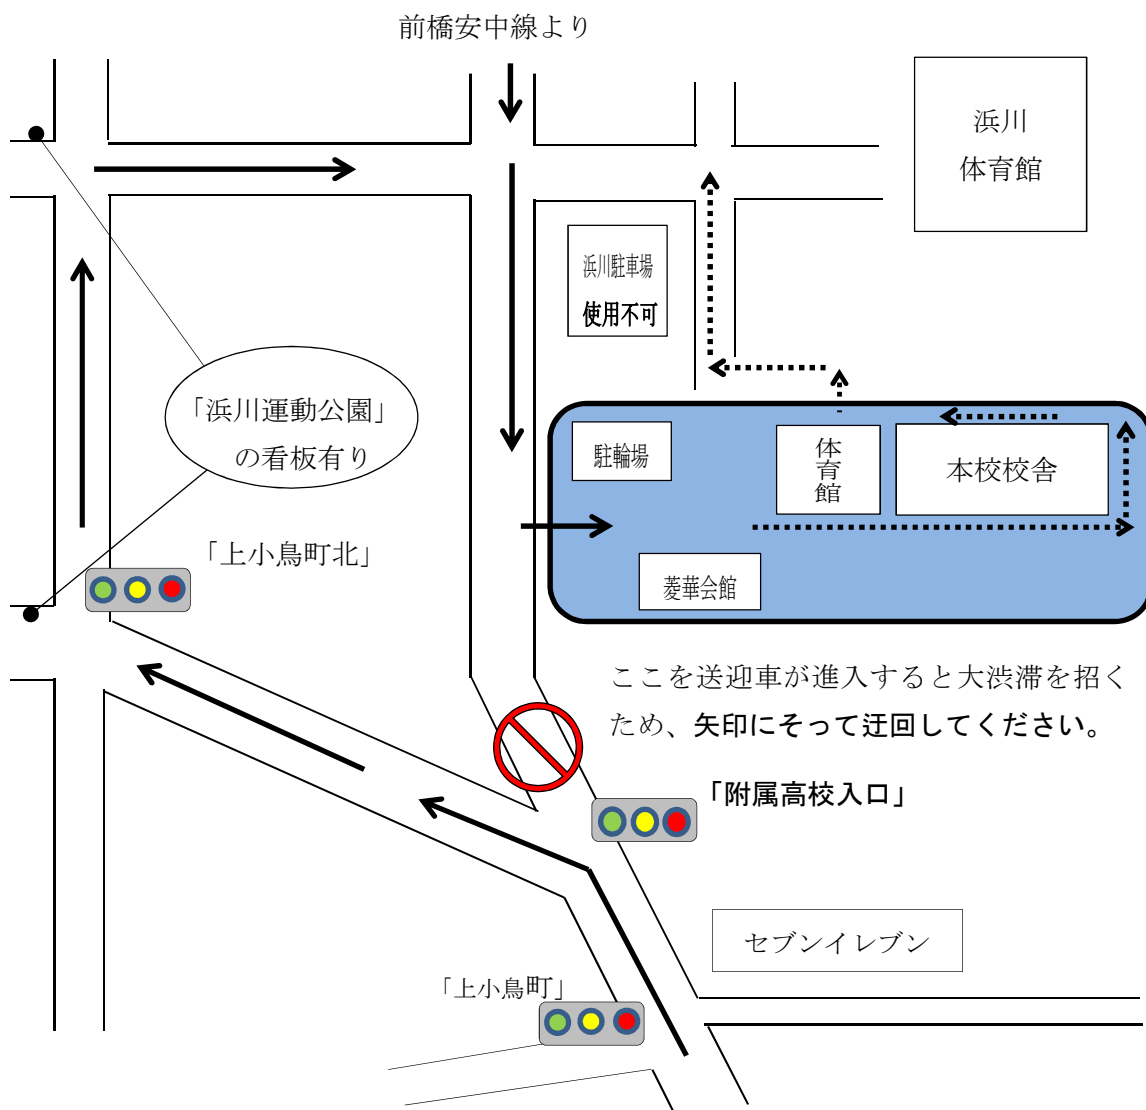 前橋安中線より
浜川
体育館
浜川駐車場
使用不可
「浜川運動公園」
の看板有り
駐輪場
体育館
本校校舎
「上小鳥町北」
菱華会館
ここを送迎車が進入すると大渋滞を招く
ため、矢印にそって迂回してください。
「附属高校入口」
セブンイレブン
「上小鳥町」